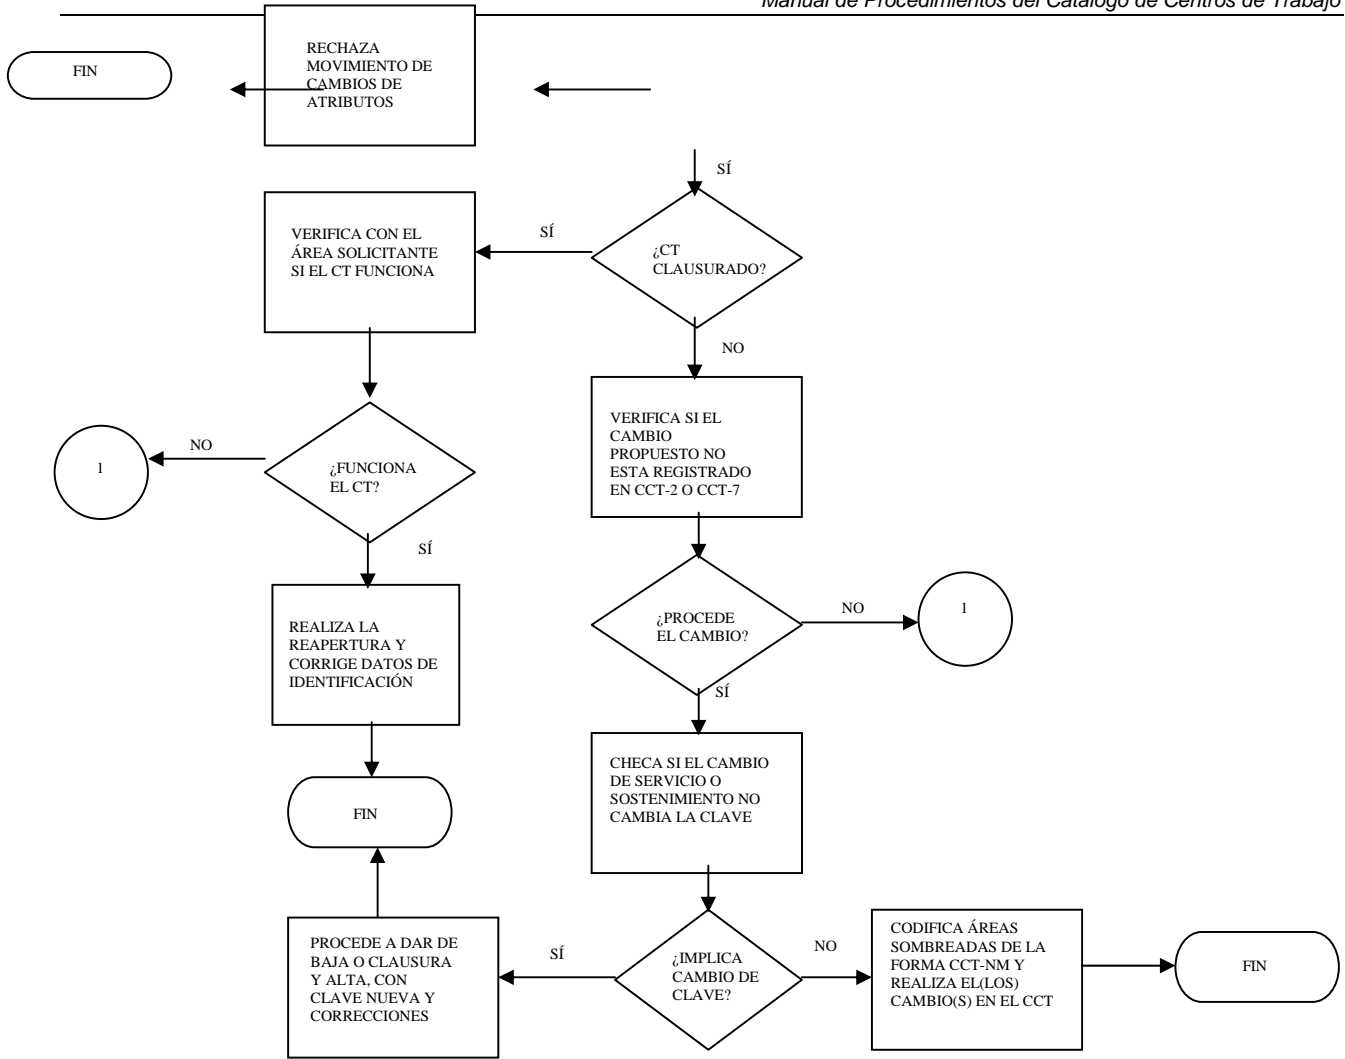 Manual de Procedimientos del Catálogo de Centros de Trabajo
FIN
RECHAZA
MOVIMIENTO DE
CAMBIOS DE
ATRIBUTOS
SÍ
VERIFICA CON EL
ÁREA SOLICITANTE
SI EL CT FUNCIONA
SÍ
¿CT
CLAUSURADO?
NO
VERIFICA SI EL
CAMBIO
PROPUESTO NO
ESTA REGISTRADO
EN CCT-2 O CCT-7
1
NO
¿FUNCIONA
EL CT?
SÍ
REALIZA LA
REAPERTURA Y
CORRIGE DATOS DE
IDENTIFICACIÓN
¿PROCEDE
EL CAMBIO?
NO
1
SÍ
CHECA SI EL CAMBIO
DE SERVICIO O
SOSTENIMIENTO NO
CAMBIA LA CLAVE
FIN
PROCEDE A DAR DE
BAJA O CLAUSURA
Y ALTA, CON
CLAVE NUEVA Y
CORRECCIONES
SÍ
¿IMPLICA
CAMBIO DE
CLAVE?
NO
CODIFICA ÁREAS
SOMBREADAS DE LA
FORMA CCT-NM Y
REALIZA EL(LOS)
CAMBIO(S) EN EL CCT
FIN